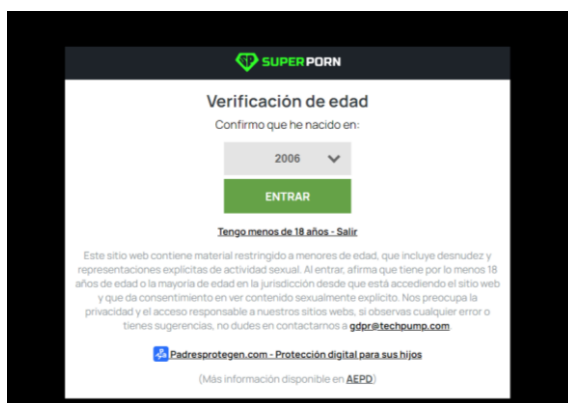 SP SUPERPORN
Verificación de edad
Confirmo que he nacido en:
2006
ENTRAR
Tengo menos de 18 años - Salir
Este sitio web contiene material restringido a menores de edad, que incluye desnudez y
representaciones explícitas de actividad sexual. Al entrar, afirma que tiene por lo menos 18
años de edad o la mayoría de edad en la jurisdicción desde que está accediendo el sitio web
y que da consentimiento en ver contenido sexualmente explícito. Nos preocupa la
privacidad y el acceso responsable a nuestros sitios webs, si observas cualquier error o
tienes sugerencias, no dudes en contactarnos a gdpr@techpump.com
Padresprotegen.com - Protección digital para sus hijos
(Más información disponible en AEPD)